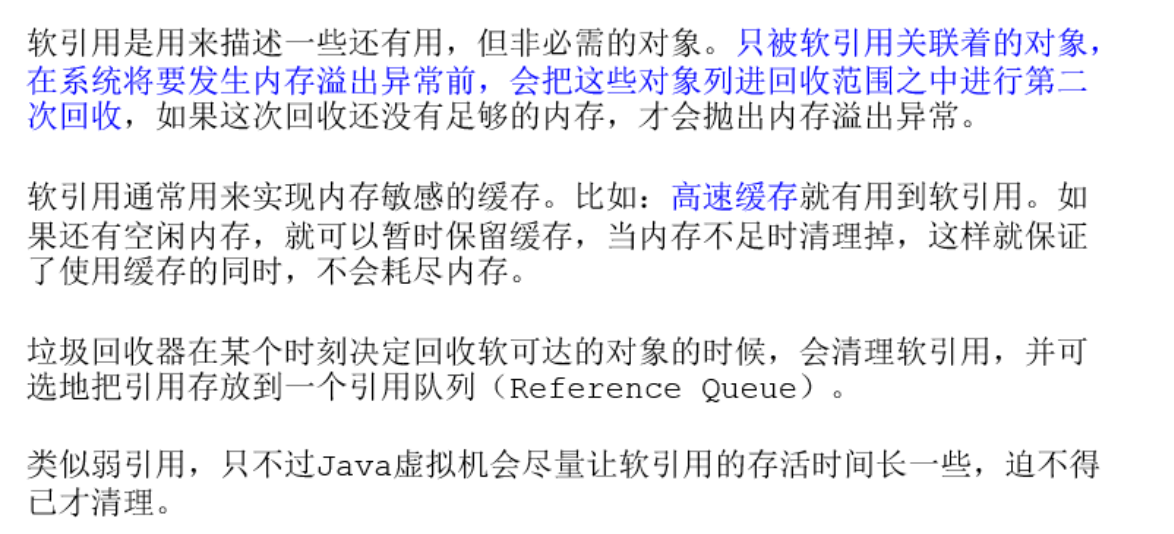 软引用是用来描述一些还有用，但非必需的对象。只被软引用关联着的对象，
在系统将要发生内存溢出异常前，会把这些对象列进回收范围之中进行第二
次回收，如果这次回收还没有足够的内存，才会抛出内存溢出异常。
软引用通常用来实现内存敏感的缓存。比如：高速缓存就有用到软引用。如
果还有空闲内存，就可以暂时保留缓存，当内存不足时清理掉，这样就保证
了使用缓存的同时，不会耗尽内存。
垃圾回收器在某个时刻决定回收软可达的对象的时候，会清理软引用，并可
选地把引用存放到一个引用队列（Reference Queue）。
类似弱引用，只不过Java虚拟机会尽量让软引用的存活时间长一些，迫不得
已才清理。